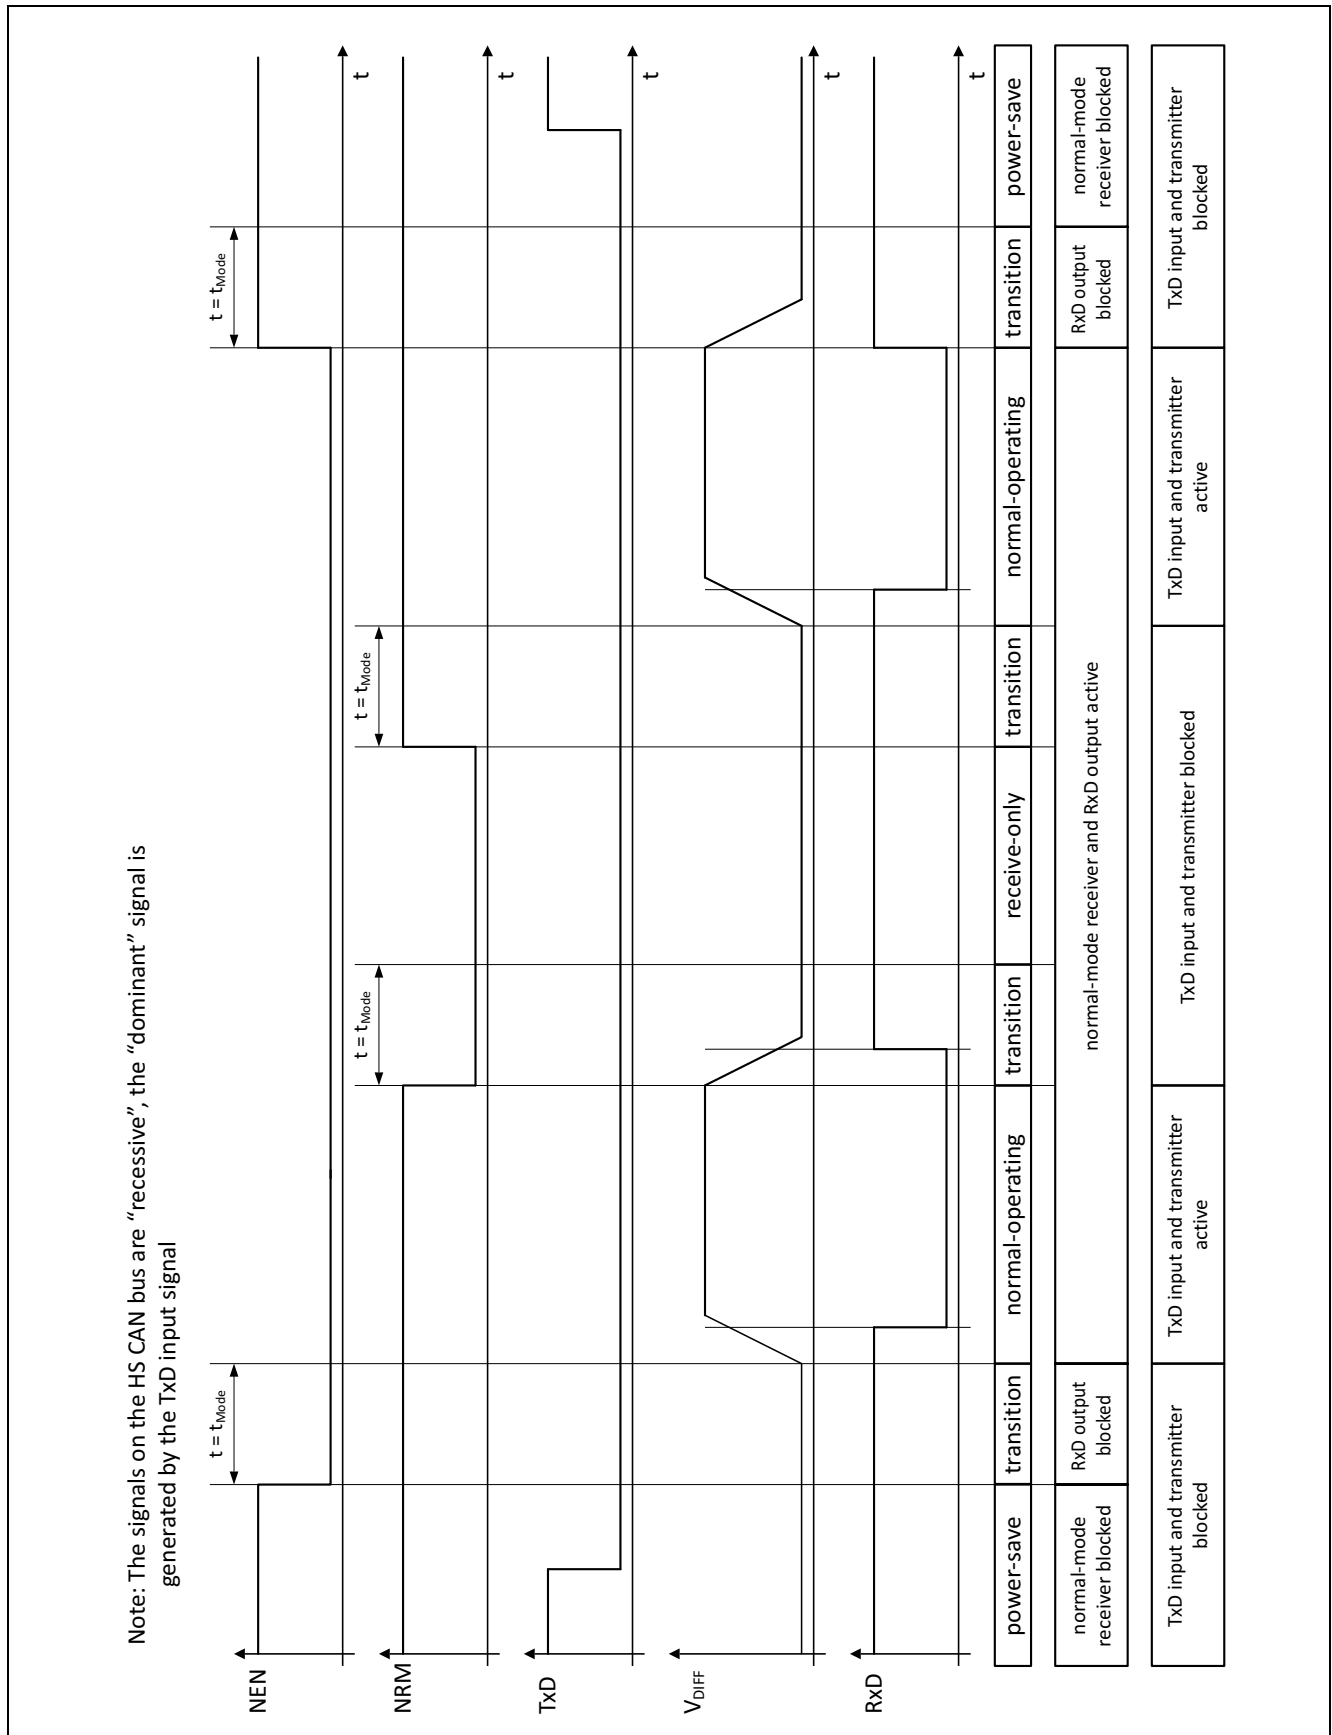 Note: The signals on the HS CAN bus are “recessive”, the “dominant” signal is
generated by the TxD input signal
NEN
t = tMode
t = tMode
t
NRM
t = tMode
t = tMode
t
TxD
t
VDIFF
t
RxD
t
power-save
transition
normal-operating
transition
receive-only
transition
normal-operating
transition
power-save
normal-mode
receiver blocked
RxD output
blocked
normal-mode receiver and RxD output active
RxD output
blocked
normal-mode
receiver blocked
TxD input and transmitter
blocked
TxD input and transmitter
active
TxD input and transmitter blocked
TxD input and transmitter
active
TxD input and transmitter
blocked